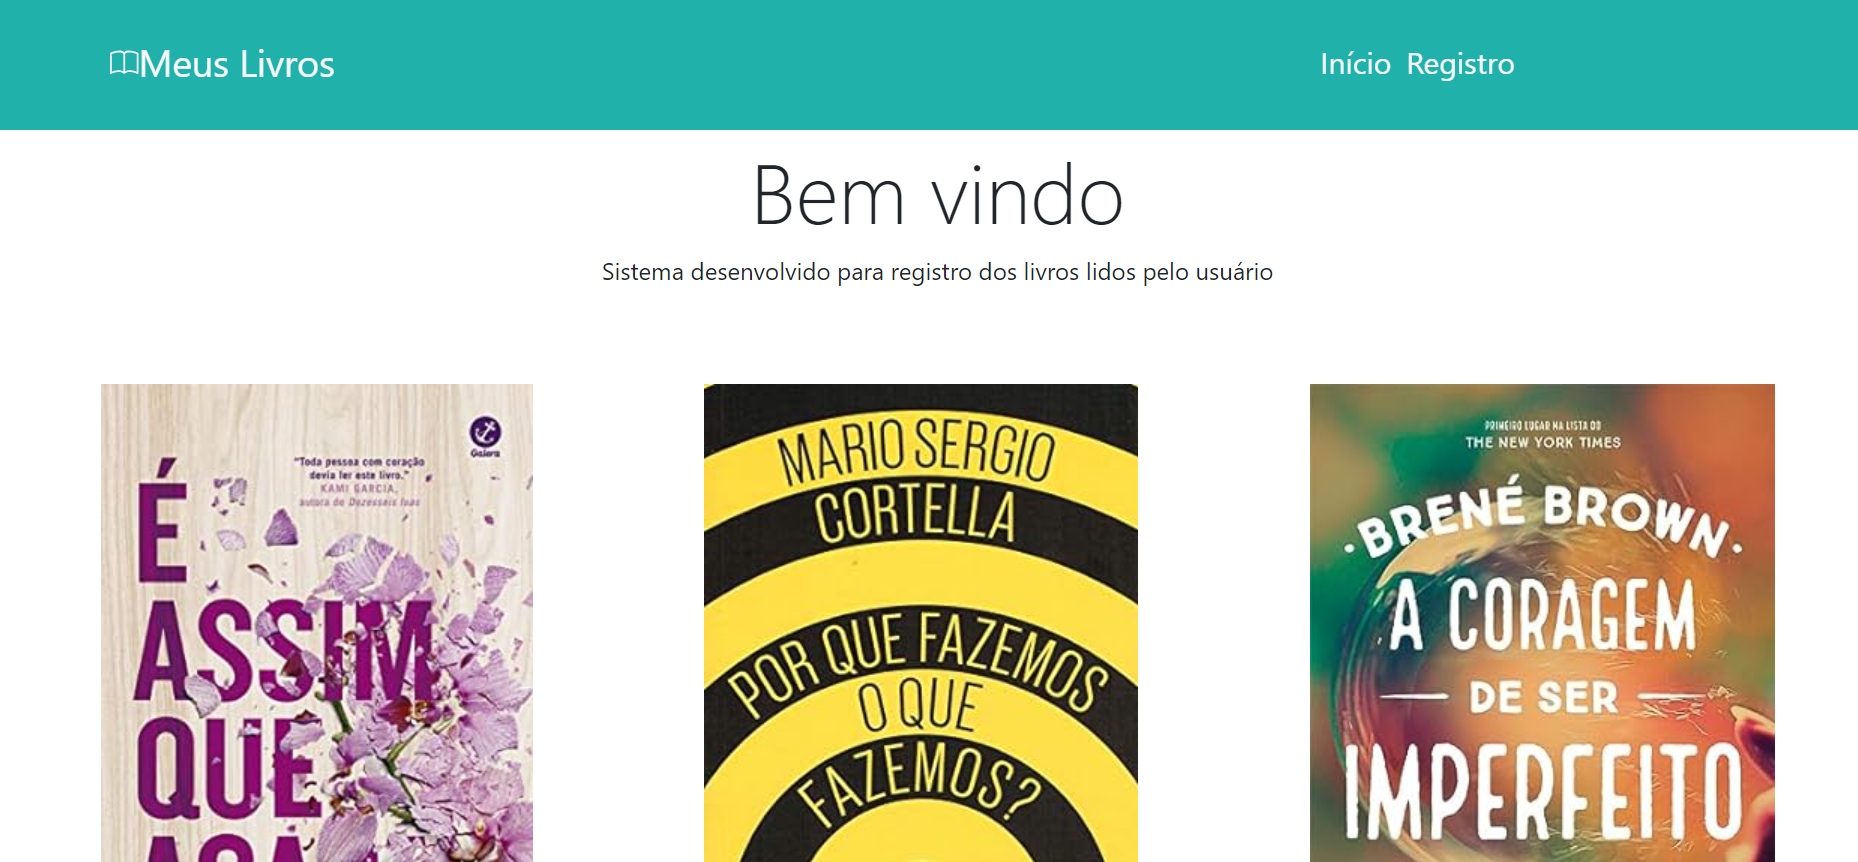 Meus Livros
Início Registro
Bem vindo
Sistema desenvolvido para registro dos livros lidos pelo usuário
Galera
"Toda pessoa com coração
devia ler este livro."
KAMI GARCIA,
autora de Dezesseis luas
É
ASSIM
QUE
MARIO SERGIO
CORTELLA
POR QUE FAZEMOS
O QUE
FAZEMOS?
PRIMEIRO LUGAR NA LISTA DO
THE NEW YORK TIMES
·BRENÉ BROWN·
A CORAGEM
DE SER
IMPERFEITO